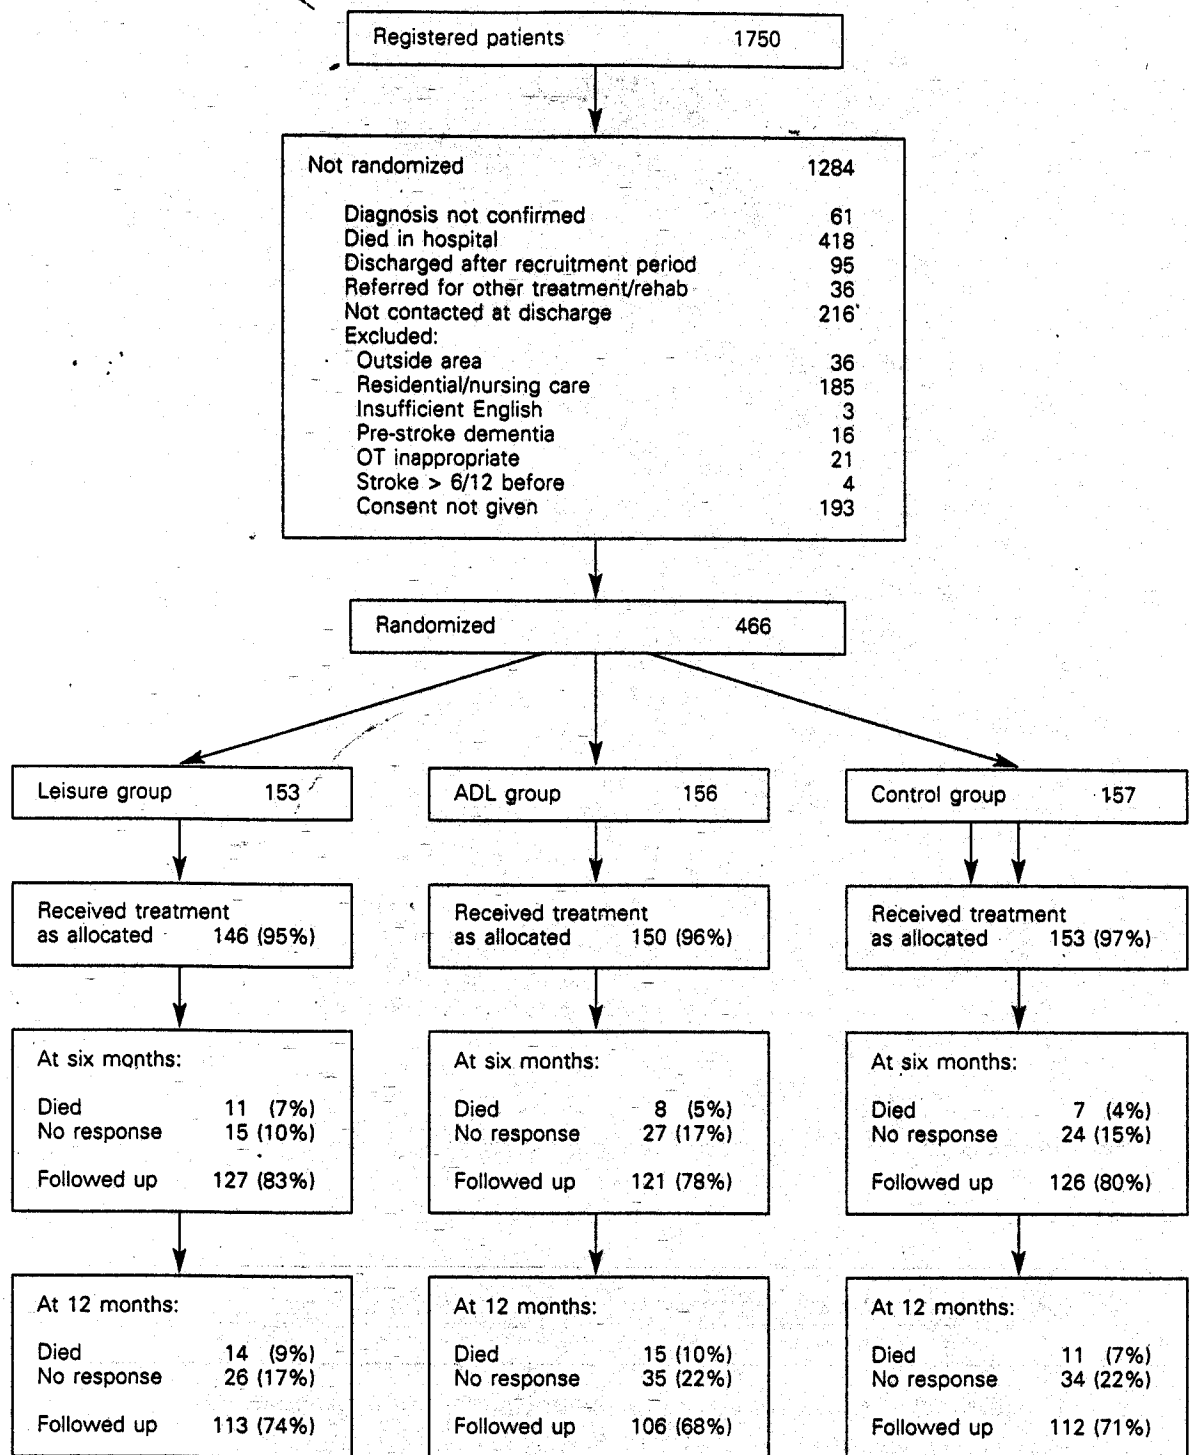 Registered patients 1750
Not randomized 1284
Diagnosis not confirmed 61
Died in hospital 418
Discharged after recruitment period 95
Referred for other treatment/rehab 36
Not contacted at discharge 216
Excluded:
Outside area 36
Residential/nursing care 185
Insufficient English 3
Pre-stroke dementia 16
OT inappropriate 21
Stroke > 6/12 before 4
Consent not given 193
Randomized 466
Leisure group 153
Received treatment
as allocated 146 (95%)
At six months:
Died 11 (7%)
No response 15 (10%)
Followed up 127 (83%)
At 12 months:
Died 14 (9%)
No response 26 (17%)
Followed up 113 (74%)
ADL group 156
Received treatment
as allocated 150 (96%)
At six months:
Died 8 (5%)
No response 27 (17%)
Followed up 121 (78%)
At 12 months:
Died 15 (10%)
No response 35 (22%)
Followed up 106 (68%)
Control group 157
Received treatment
as allocated 153 (97%)
At six months:
Died 7 (4%)
No response 24 (15%)
Followed up 126 (80%)
At 12 months:
Died 11 (7%)
No response 34 (22%)
Followed up 112 (71%)